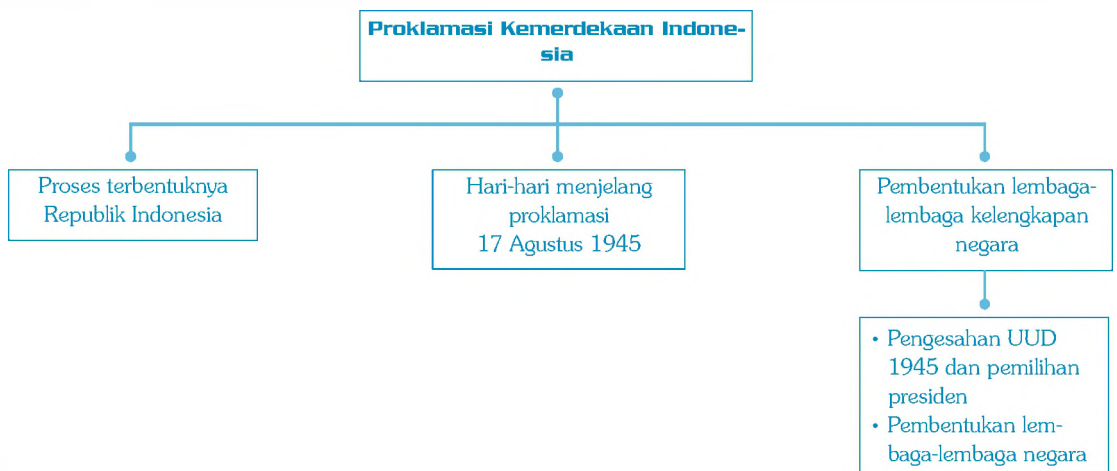 Proklamasi Kemerdekaan Indone-
sia
Proses terbentuknya
Republik Indonesia
Hari-hari menjelang
proklamasi
17 Agustus 1945
Pembentukan lembaga-
lembaga kelengkapan
negara
• Pengesahan UUD
1945 dan pemilihan
presiden
• Pembentukan lem-
baga-lembaga negara